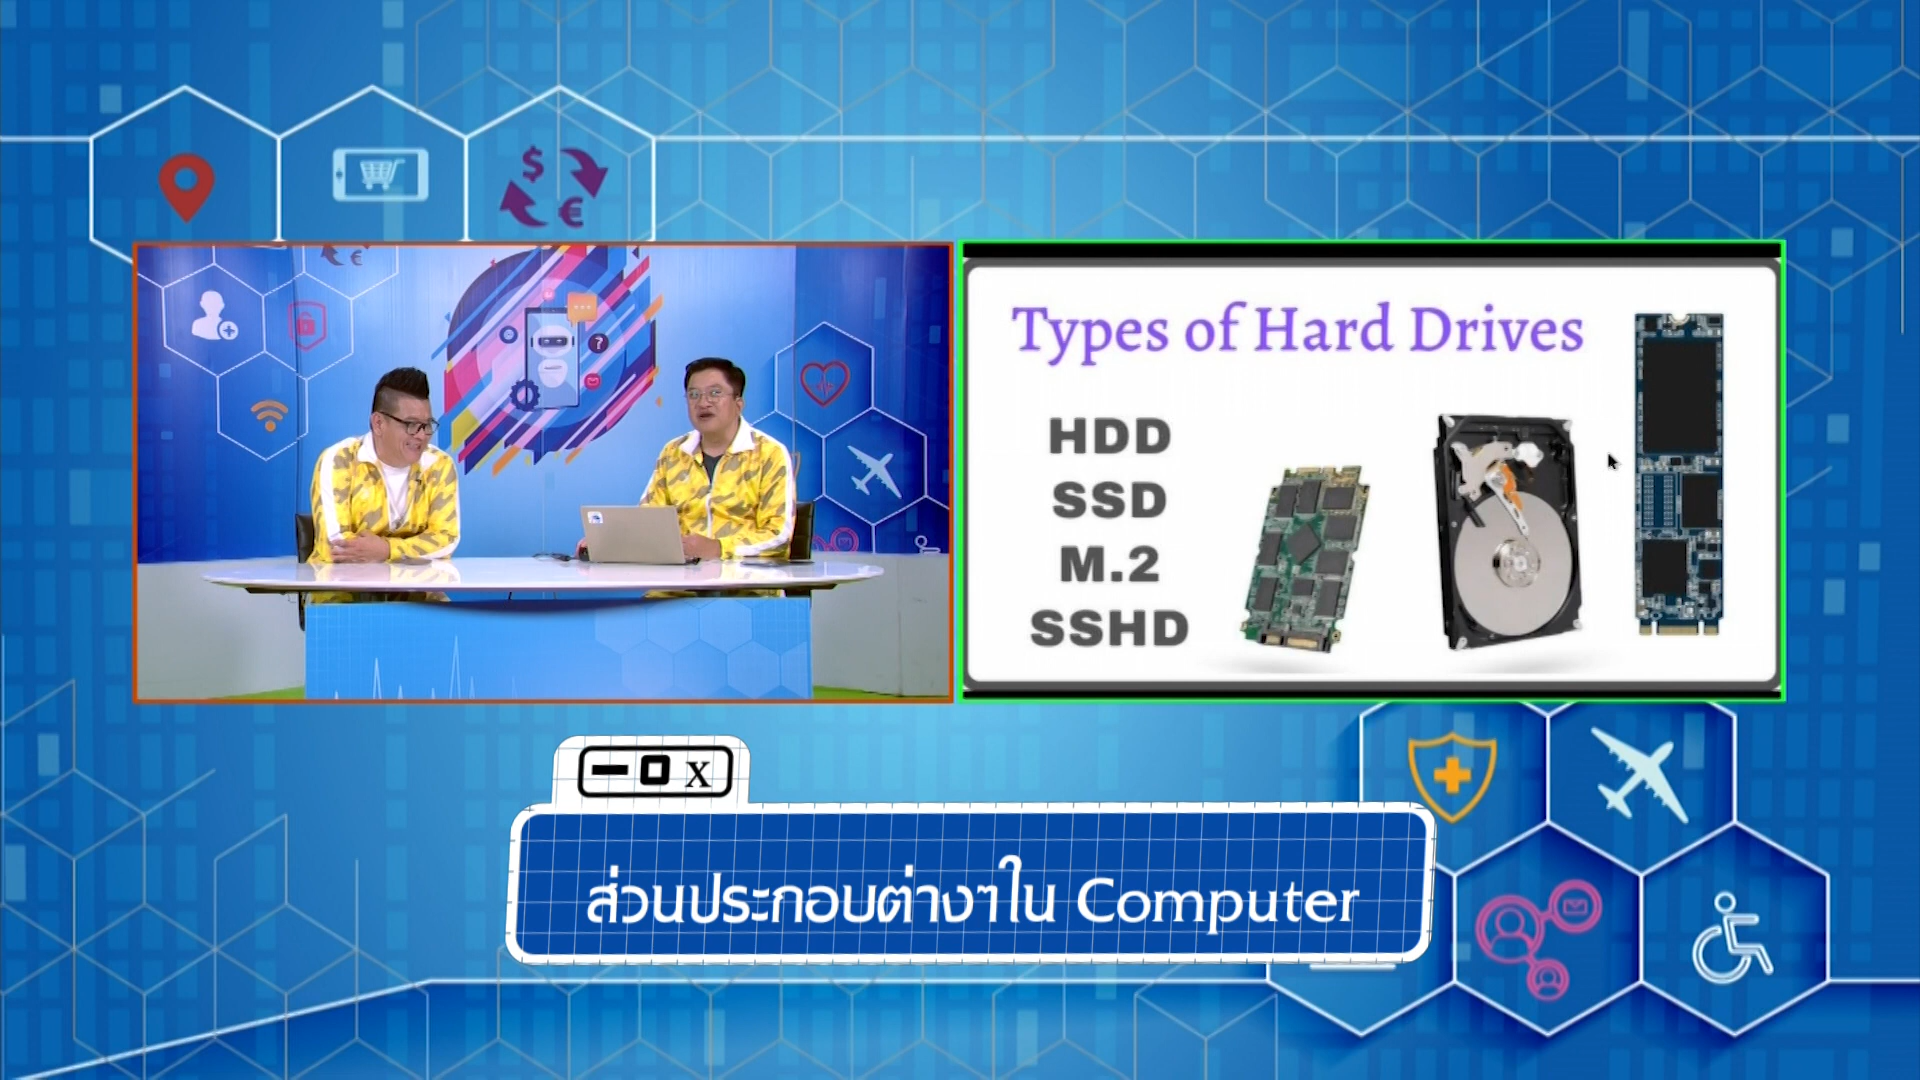 Types of Hard Drives
HDD
SSD
M.2
SSHD
ส่วนประกอบต่างๆใน Computer